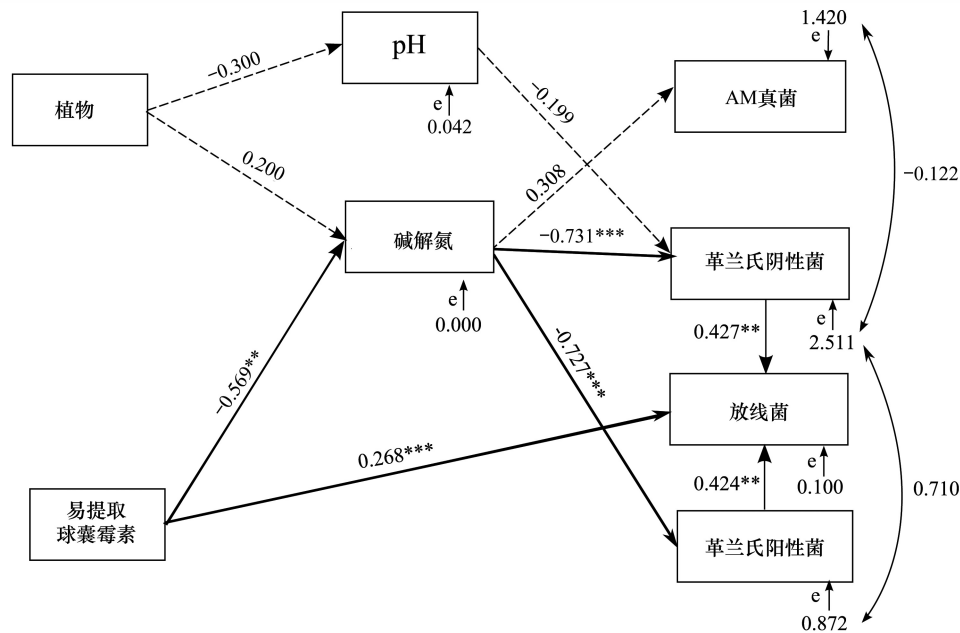 1.420
e
pH
−0.300
AM真菌
植物
−0.199
e
0.042
0.200
0.308
−0.122
碱解氮
−0.731***
革兰氏阴性菌
e
0.000
e
0.427**
2.511
−0.727***
−0.569**
放线菌
0.268***
e
0.424**
0.100
0.710
易提取
球囊霉素
革兰氏阳性菌
e
0.872